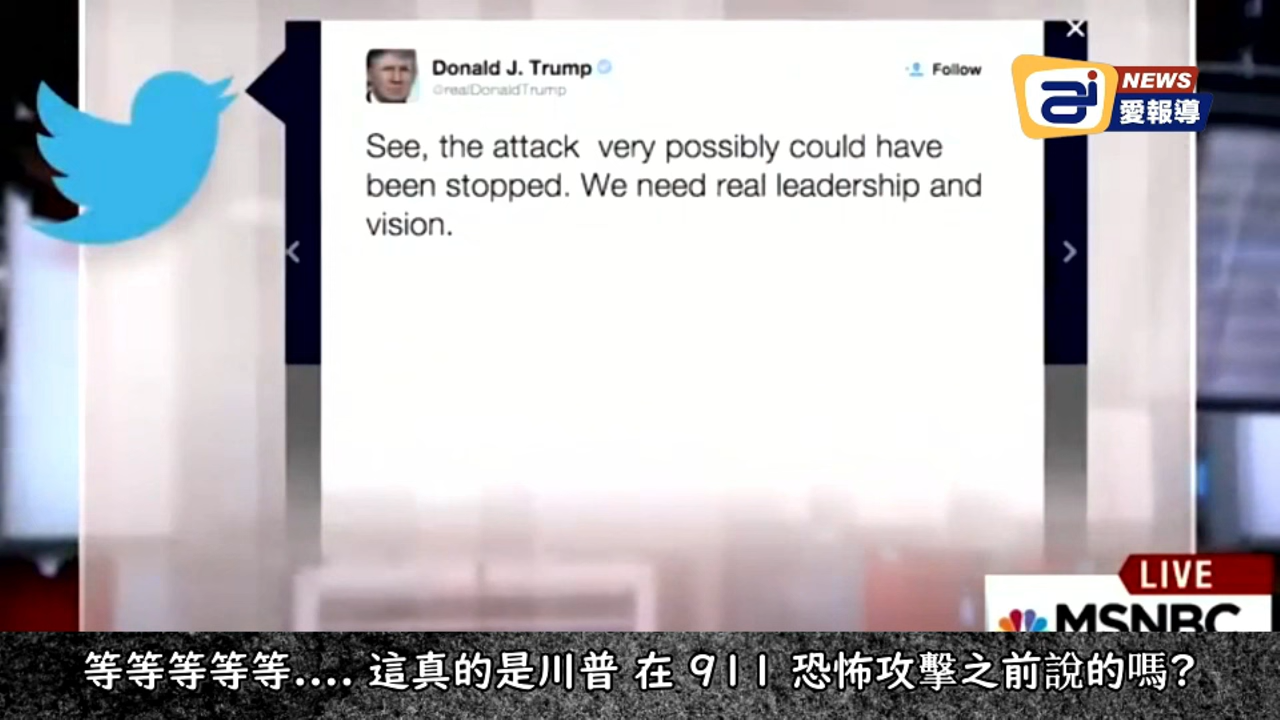 Donald J. Trump
@realDonaldTrump
Follow
NEWS
愛報導
See, the attack very possibly could have
been stopped. We need real leadership and
vision.
LIVE
MSNBC
等等等等等.... 這真的是川普 在 911 恐怖攻擊之前說的嗎?